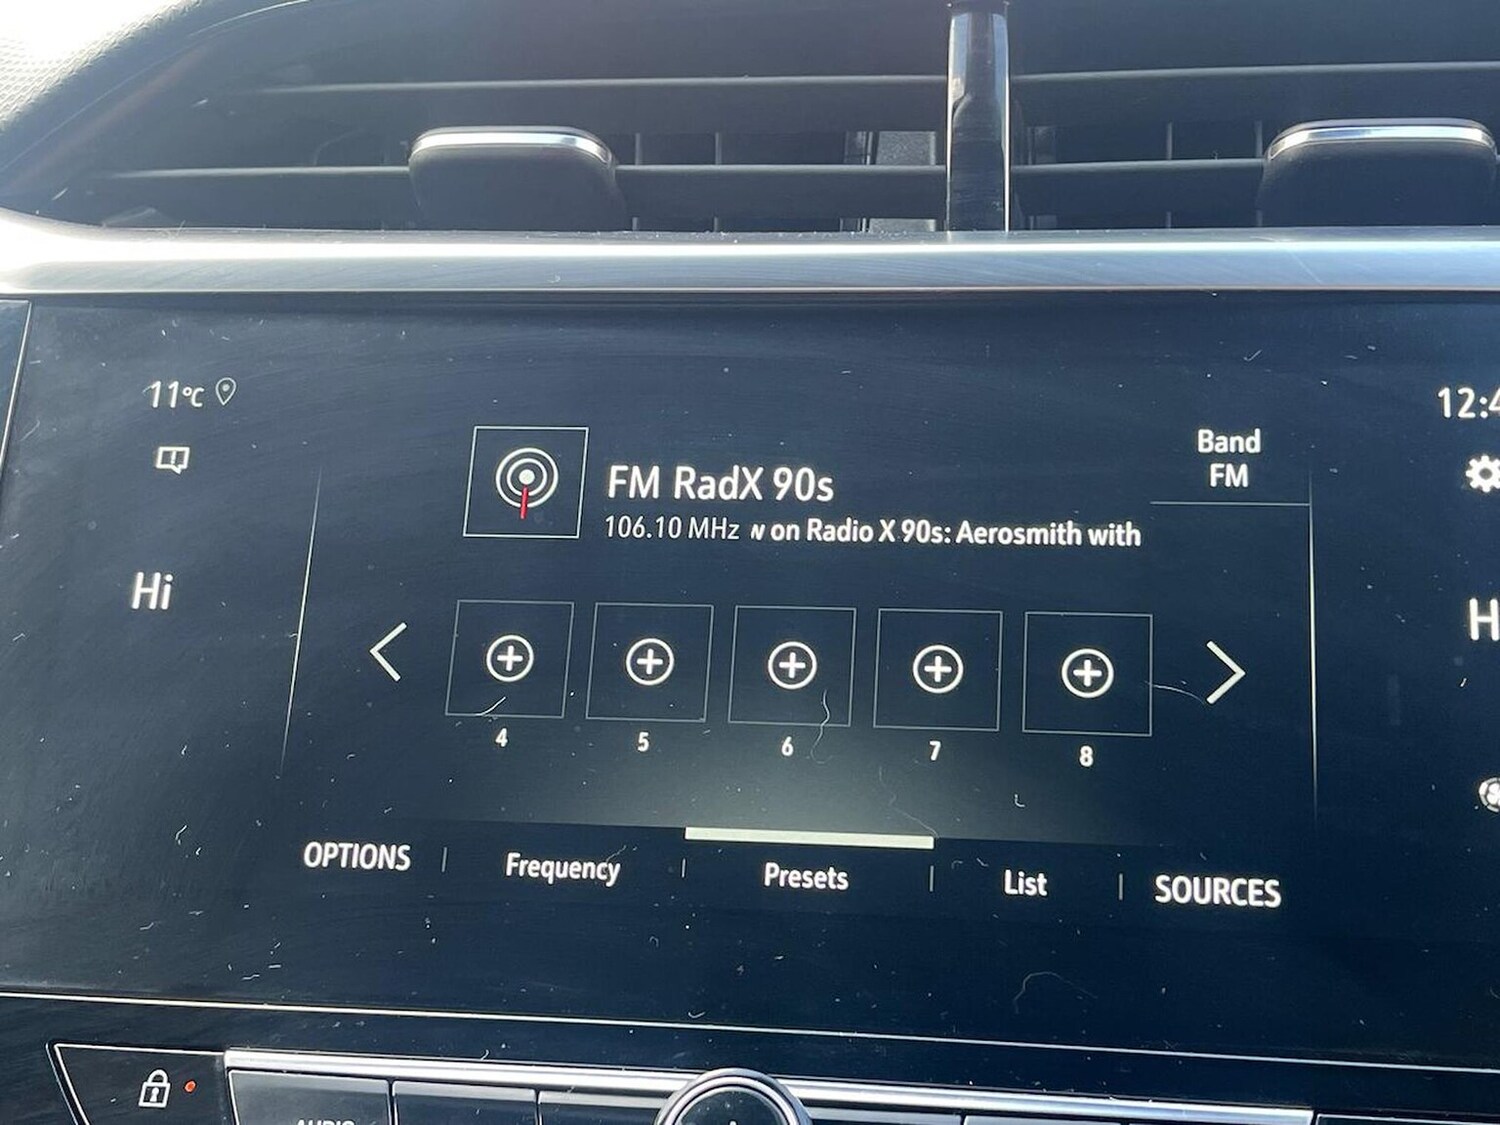 11°C
12:4
Band
FM
FM RadX 90s
106.10 MHz w on Radio X 90s: Aerosmith with
Hi
H
4 5 6 7 8
OPTIONS Frequency Presets List SOURCES
AUDIO